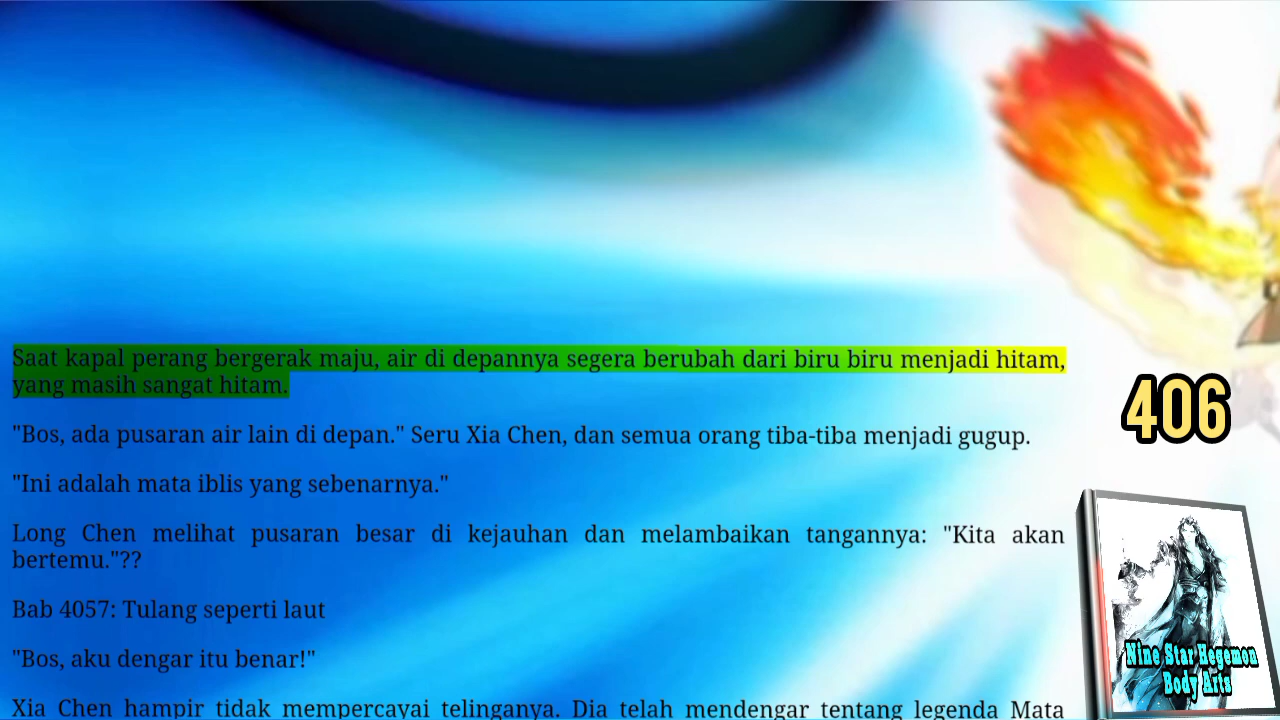 Saat kapal perang bergerak maju, air di depannya segera berubah dari biru biru menjadi hitam,
yang masih sangat hitam.
"Bos, ada pusaran air lain di depan." Seru Xia Chen, dan semua orang tiba-tiba menjadi gugup.
"Ini adalah mata iblis yang sebenarnya."
Long Chen melihat pusaran besar di kejauhan dan melambaikan tangannya: "Kita akan
bertemu."??
Bab 4057: Tulang seperti laut
"Bos, aku dengar itu benar!"
Xia Chen hampir tidak mempercayai telinganya. Dia telah mendengar tentang legenda Mata
406
Nine Star Hegemon
Body Arts